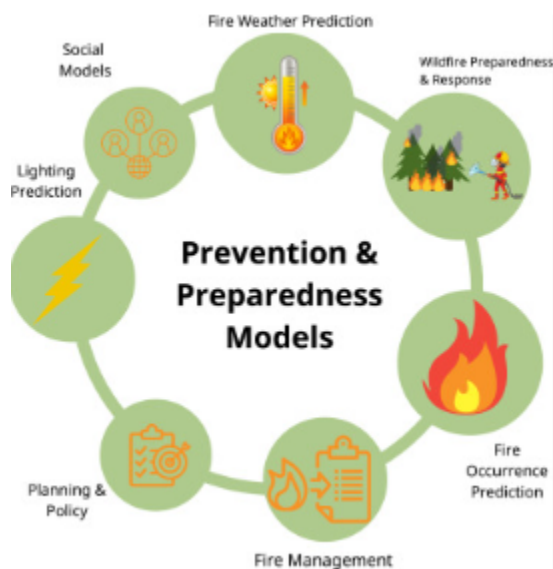 Fire Weather Prediction
Social
Models
Wildfire Preparedness
& Response
Lighting
Prediction
Prevention &
Preparedness
Models
Fire
Occurrence
Prediction
Planning &
Policy
Fire Management